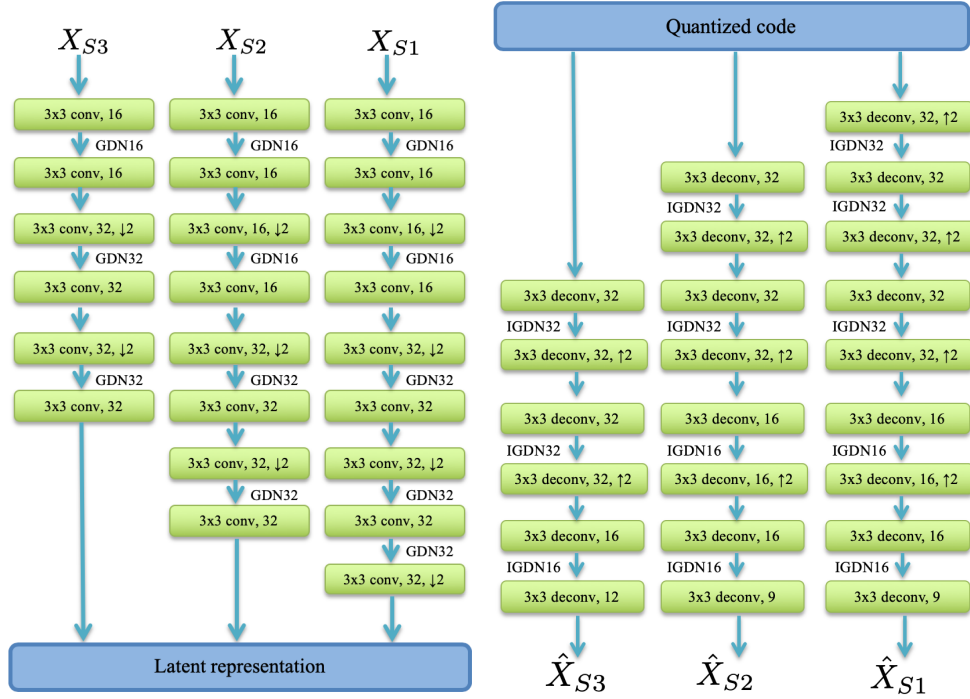 X_{S3}
X_{S2}
X_{S1}
3x3 conv, 16
3x3 conv, 16
3x3 conv, 16
GDN16
GDN16
GDN16
3x3 conv, 16
3x3 conv, 16
3x3 conv, 16
3x3 conv, 32, ↓2
3x3 conv, 16, ↓2
3x3 conv, 16, ↓2
GDN32
GDN16
GDN16
3x3 conv, 32
3x3 conv, 16
3x3 conv, 16
3x3 conv, 32, ↓2
3x3 conv, 32, ↓2
3x3 conv, 32, ↓2
GDN32
GDN32
GDN32
3x3 conv, 32
3x3 conv, 32
3x3 conv, 32
3x3 conv, 32, ↓2
3x3 conv, 32, ↓2
GDN32
GDN32
3x3 conv, 32
3x3 conv, 32
GDN32
3x3 conv, 32, ↓2
Latent representation
Quantized code
3x3 deconv, 32, ↑2
IGDN32
3x3 deconv, 32
3x3 deconv, 32
IGDN32
IGDN32
3x3 deconv, 32, ↑2
3x3 deconv, 32, ↑2
3x3 deconv, 32
3x3 deconv, 32
3x3 deconv, 32
IGDN32
IGDN32
IGDN32
3x3 deconv, 32, ↑2
3x3 deconv, 32, ↑2
3x3 deconv, 32, ↑2
3x3 deconv, 32
3x3 deconv, 16
3x3 deconv, 16
IGDN32
IGDN16
IGDN16
3x3 deconv, 32, ↑2
3x3 deconv, 16, ↑2
3x3 deconv, 16, ↑2
3x3 deconv, 16
3x3 deconv, 16
3x3 deconv, 16
IGDN16
IGDN16
IGDN16
3x3 deconv, 12
3x3 deconv, 9
3x3 deconv, 9
X̂_{S3}
X̂_{S2}
X̂_{S1}